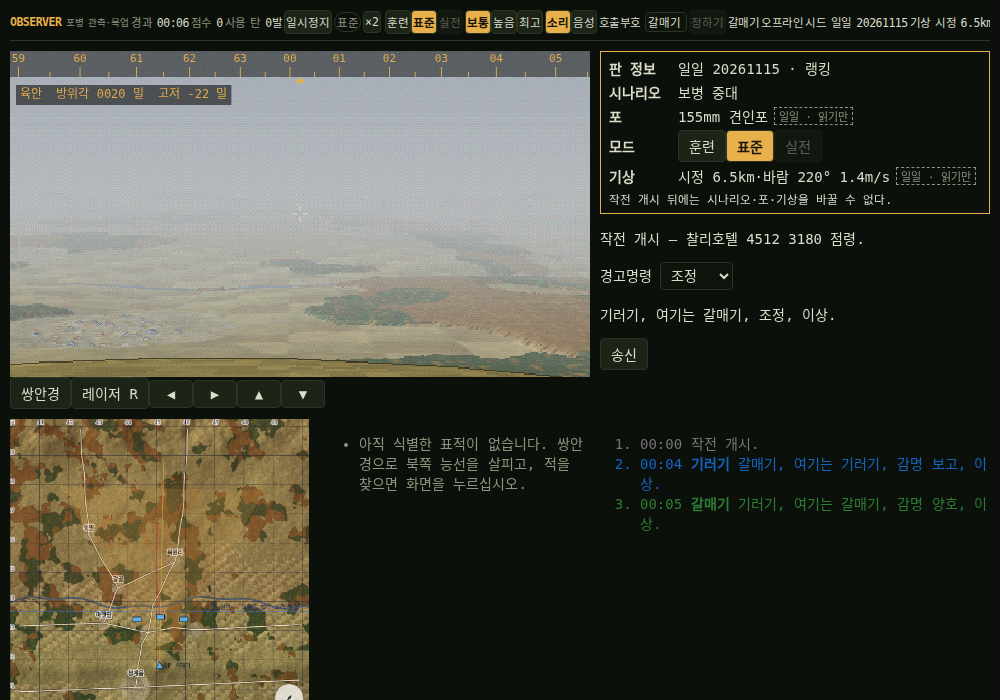 OBSERVER 포병 관측·목업 경과 00:06 점수 0 사용 탄 0발 일시정지 표준 ×2 훈련 표준 실전 보통 높음 최고 소리 음성 호출부호 갈매기 정하기 갈매기 오프라인 시드 일일 20261115 기상 시정 6.5km
59 60 61 62 63 00 01 02 03 04 05
육안 방위각 0020 밀 고저 -22 밀
쌍안경 레이저 R ◀ ▶ ▲ ▼
판 정보 일일 20261115 · 랭킹
시나리오 보병 중대
포 155mm 견인포 일일 · 읽기만
모드 훈련 표준 실전
기상 시정 6.5km·바람 220° 1.4m/s 일일 · 읽기만
작전 개시 뒤에는 시나리오·포·기상을 바꿀 수 없다.
작전 개시 — 찰리호텔 4512 3180 점령.
경고명령 조정
기러기, 여기는 갈매기, 조정, 이상.
송신
• 아직 식별한 표적이 없습니다. 쌍안
경으로 북쪽 능선을 살피고, 적을
찾으면 화면을 누르십시오.
1. 00:00 작전 개시.
2. 00:04 기러기 갈매기, 여기는 기러기, 감명 보고, 이
상.
3. 00:05 갈매기 기러기, 여기는 갈매기, 감명 양호, 이
상.